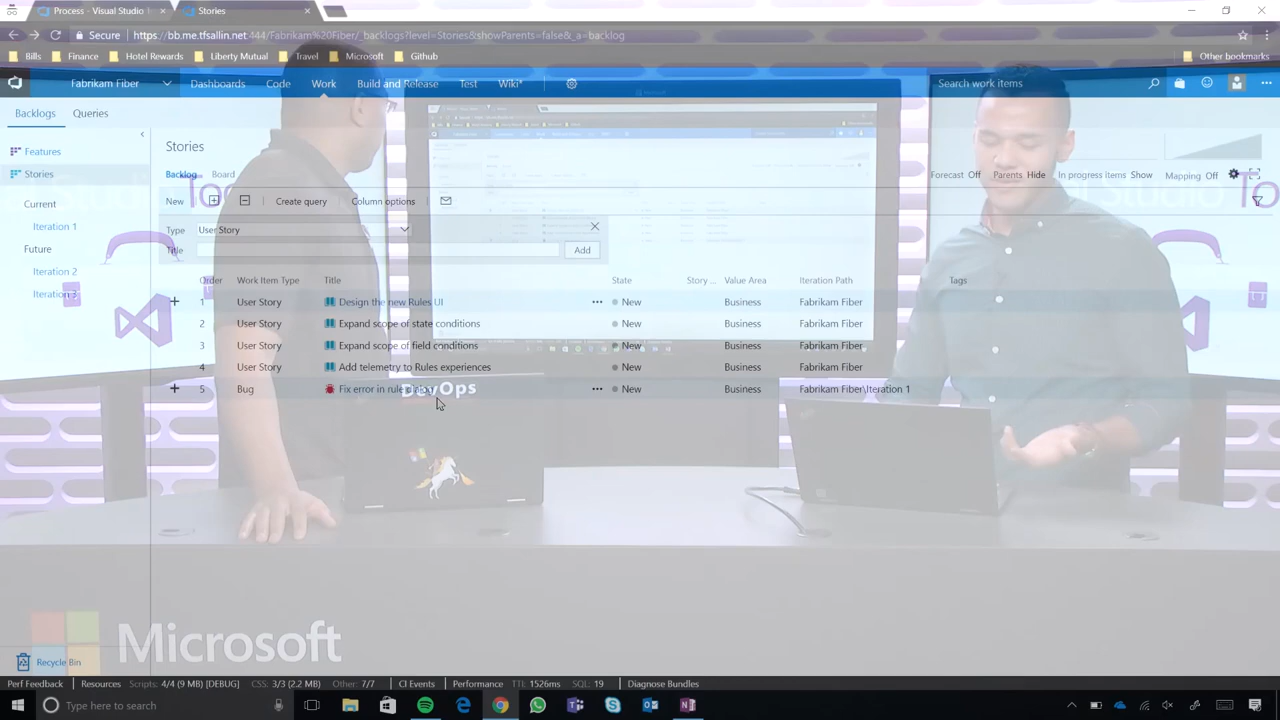 Process - Visual Studio
Stories
Secure
https://bb.me.tfsallin.net:444/Fabrikam%20Fiber/_backlogs?level=Stories&showParents=false&_a=backlog
Bills
Finance
Hotel Rewards
Liberty Mutual
Travel
Microsoft
Github
Other bookmarks
Fabrikam Fiber
Dashboards
Code
Work
Build and Release
Test
Wiki*
Search work items
Backlogs
Queries
Features
Stories
Stories
Backlog
Board
Forecast Off
Parents Hide
In progress items Show
Mapping Off
Current
New
Create query
Column options
Iteration 1
Type
User Story
Future
Title
Add
Iteration 2
Iteration 3
Order Work Item Type Title State Story ... Value Area Iteration Path Tags
1 User Story Design the new Rules UI New Business Fabrikam Fiber
2 User Story Expand scope of state conditions New Business Fabrikam Fiber
3 User Story Expand scope of field conditions New Business Fabrikam Fiber
4 User Story Add telemetry to Rules experiences New Business Fabrikam Fiber
5 Bug Fix error in rule dialog New Business Fabrikam Fiber\Iteration 1
Microsoft
Recycle Bin
Perf Feedback Resources Scripts: 4/4 (9 MB) [DEBUG] CSS: 3/3 (2.2 MB) Other: 7/7 CI Events Performance TTI: 1526ms SQL: 19 Diagnose Bundles
Type here to search